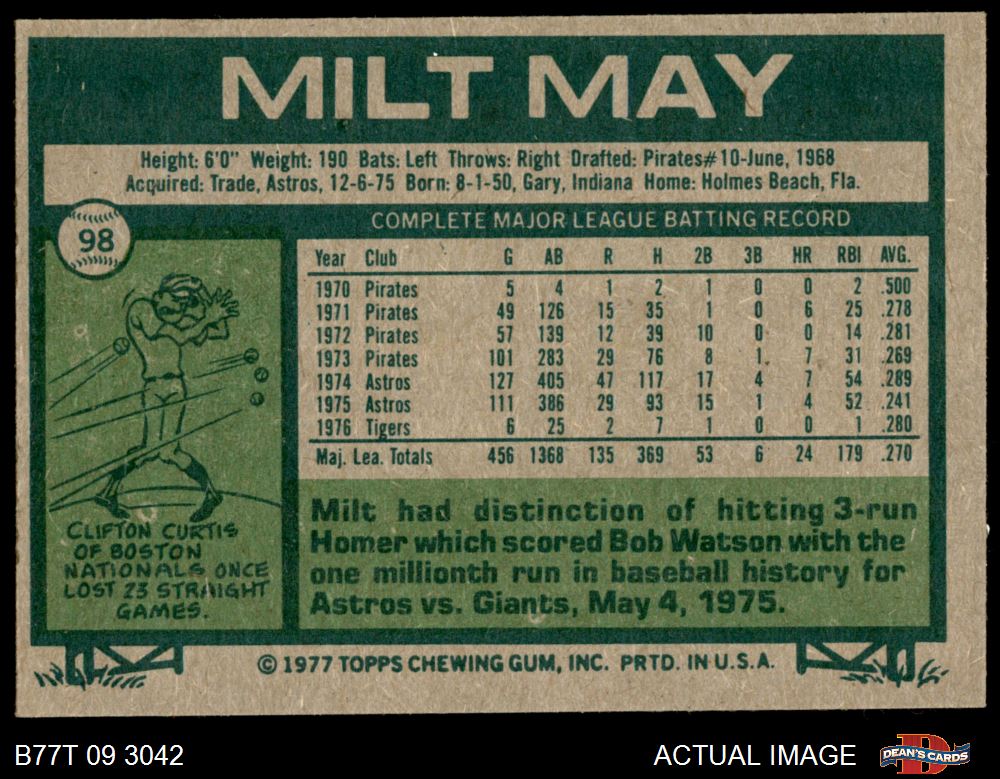 MILT MAY
Height: 6'0" Weight: 190 Bats: Left Throws: Right Drafted: Pirates#10-June, 1968
Acquired: Trade, Astros, 12-6-75 Born: 8-1-50, Gary, Indiana Home: Holmes Beach, Fla.
98
COMPLETE MAJOR LEAGUE BATTING RECORD
Year Club G AB R H 2B 3B HR RBI AVG.
1970 Pirates 5 4 1 2 1 0 0 2 .500
1971 Pirates 49 126 15 35 1 0 6 25 .278
1972 Pirates 57 139 12 39 10 0 0 14 .281
1973 Pirates 101 283 29 76 8 1 7 31 .269
1974 Astros 127 405 47 117 17 4 7 54 .289
1975 Astros 111 386 29 93 15 1 4 52 .241
1976 Tigers 6 25 2 7 1 0 0 1 .280
Maj. Lea. Totals 456 1368 135 369 53 6 24 179 .270
CLIFTON CURTIS
OF BOSTON
NATIONALS ONCE
LOST 23 STRAIGHT
GAMES.
Milt had distinction of hitting 3-run
Homer which scored Bob Watson with the
one millionth run in baseball history for
Astros vs. Giants, May 4, 1975.
© 1977 TOPPS CHEWING GUM, INC. PRTD. IN U.S.A.
B77T 09 3042
ACTUAL IMAGE
DEAN'S CARDS